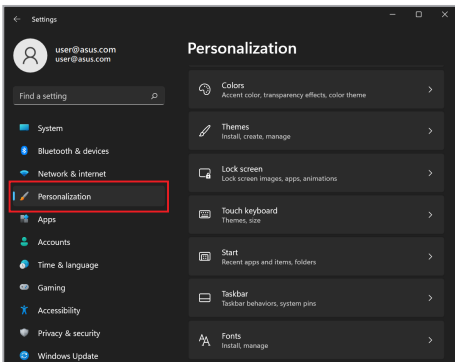 Settings
user@asus.com
user@asus.com
Find a setting
System
Bluetooth & devices
Network & internet
Personalization
Apps
Accounts
Time & language
Gaming
Accessibility
Privacy & security
Windows Update
Personalization
Colors
Accent color, transparency effects, color theme
Themes
Install, create, manage
Lock screen
Lock screen images, apps, animations
Touch keyboard
Themes, size
Start
Recent apps and items, folders
Taskbar
Taskbar behaviors, system pins
Fonts
Install, manage